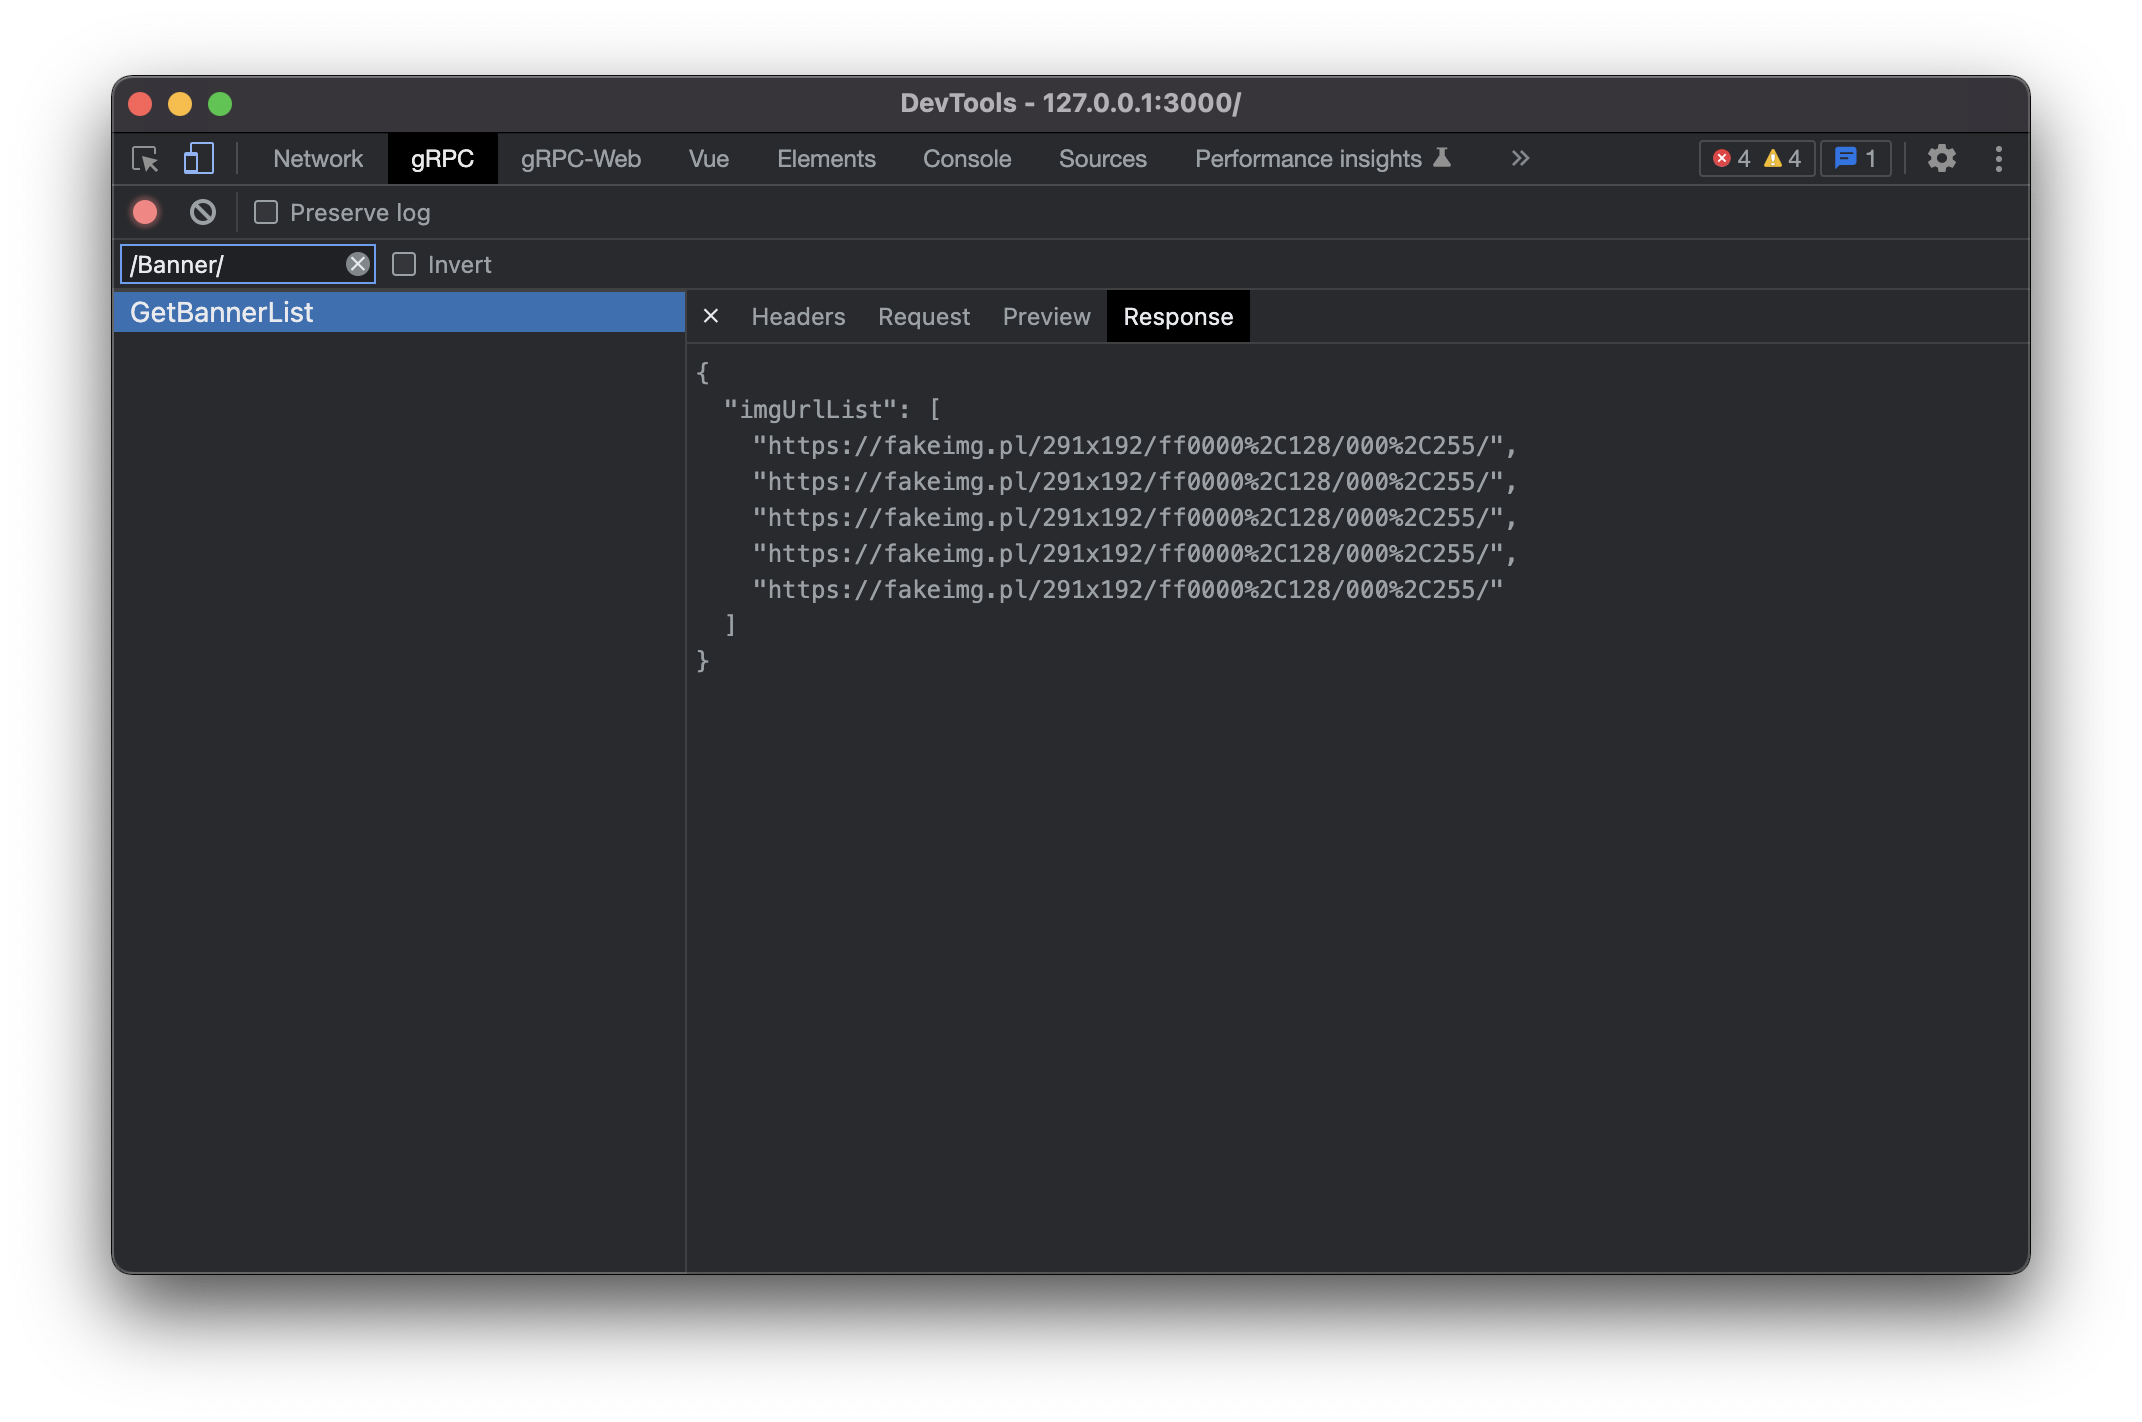 DevTools - 127.0.0.1:3000/
Network gRPC gRPC-Web Vue Elements Console Sources Performance insights 4 4 1
Preserve log
/Banner/ Invert
GetBannerList
Headers Request Preview Response
{
"imgUrlList": [
"https://fakeimg.pl/291x192/ff0000%2C128/000%2C255/",
"https://fakeimg.pl/291x192/ff0000%2C128/000%2C255/",
"https://fakeimg.pl/291x192/ff0000%2C128/000%2C255/",
"https://fakeimg.pl/291x192/ff0000%2C128/000%2C255/",
"https://fakeimg.pl/291x192/ff0000%2C128/000%2C255/"
]
}